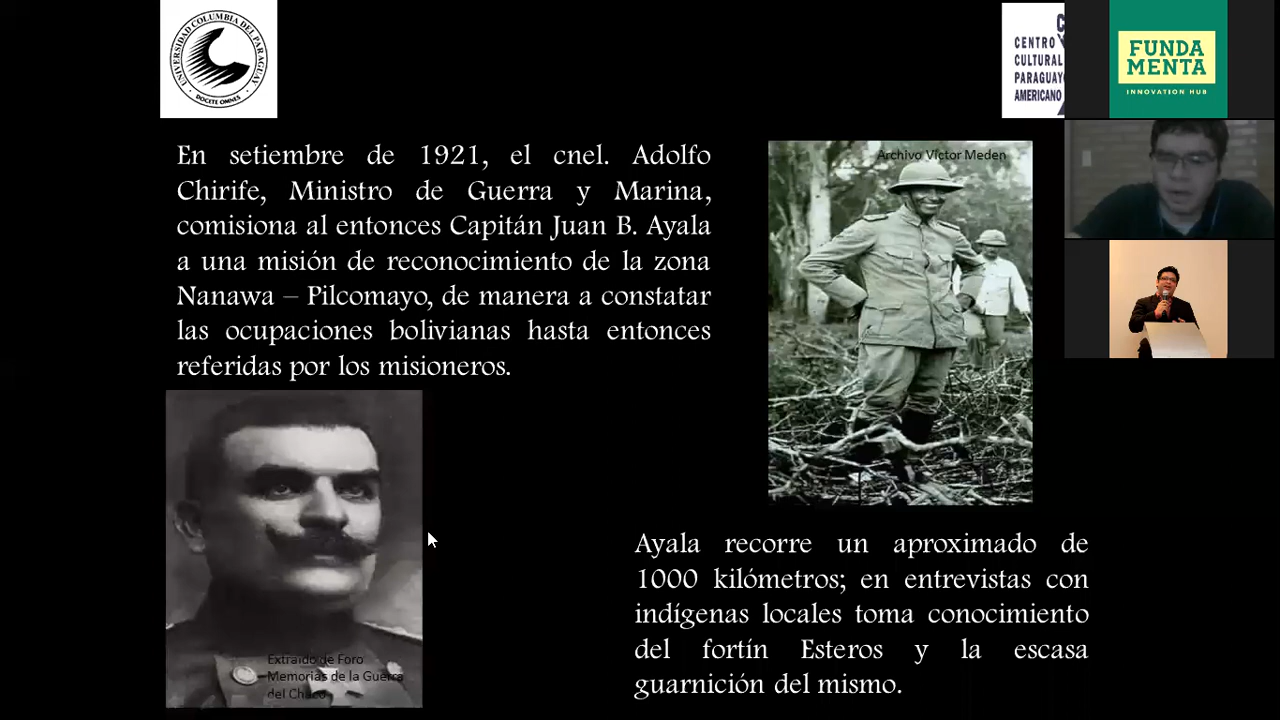 UNIVERSIDAD COLUMBIA DEL PARAGUAY
DOCETE OMNES
CENTRO
CULTURAL
PARAGUAYO
AMERICANO
FUNDA
MENTA
INNOVATION HUB
En setiembre de 1921, el cnel. Adolfo
Chirife, Ministro de Guerra y Marina,
comisiona al entonces Capitán Juan B. Ayala
a una misión de reconocimiento de la zona
Nanawa – Pilcomayo, de manera a constatar
las ocupaciones bolivianas hasta entonces
referidas por los misioneros.
Archivo Víctor Meden
Extraído de Foro
Memorias de la Guerra
del Chaco
Ayala recorre un aproximado de
1000 kilómetros; en entrevistas con
indígenas locales toma conocimiento
del fortín Esteros y la escasa
guarnición del mismo.